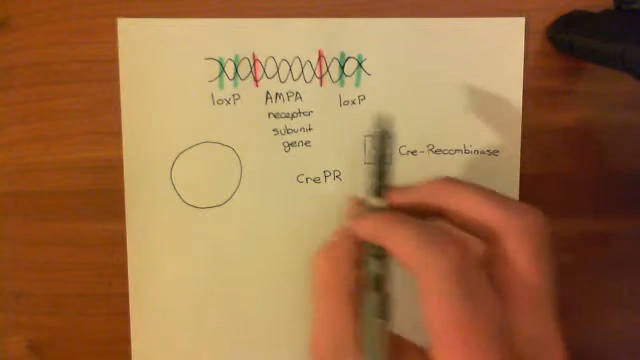 loxP AMPA loxP
receptor
subunit
gene
Cre-Recombinase
CrePR